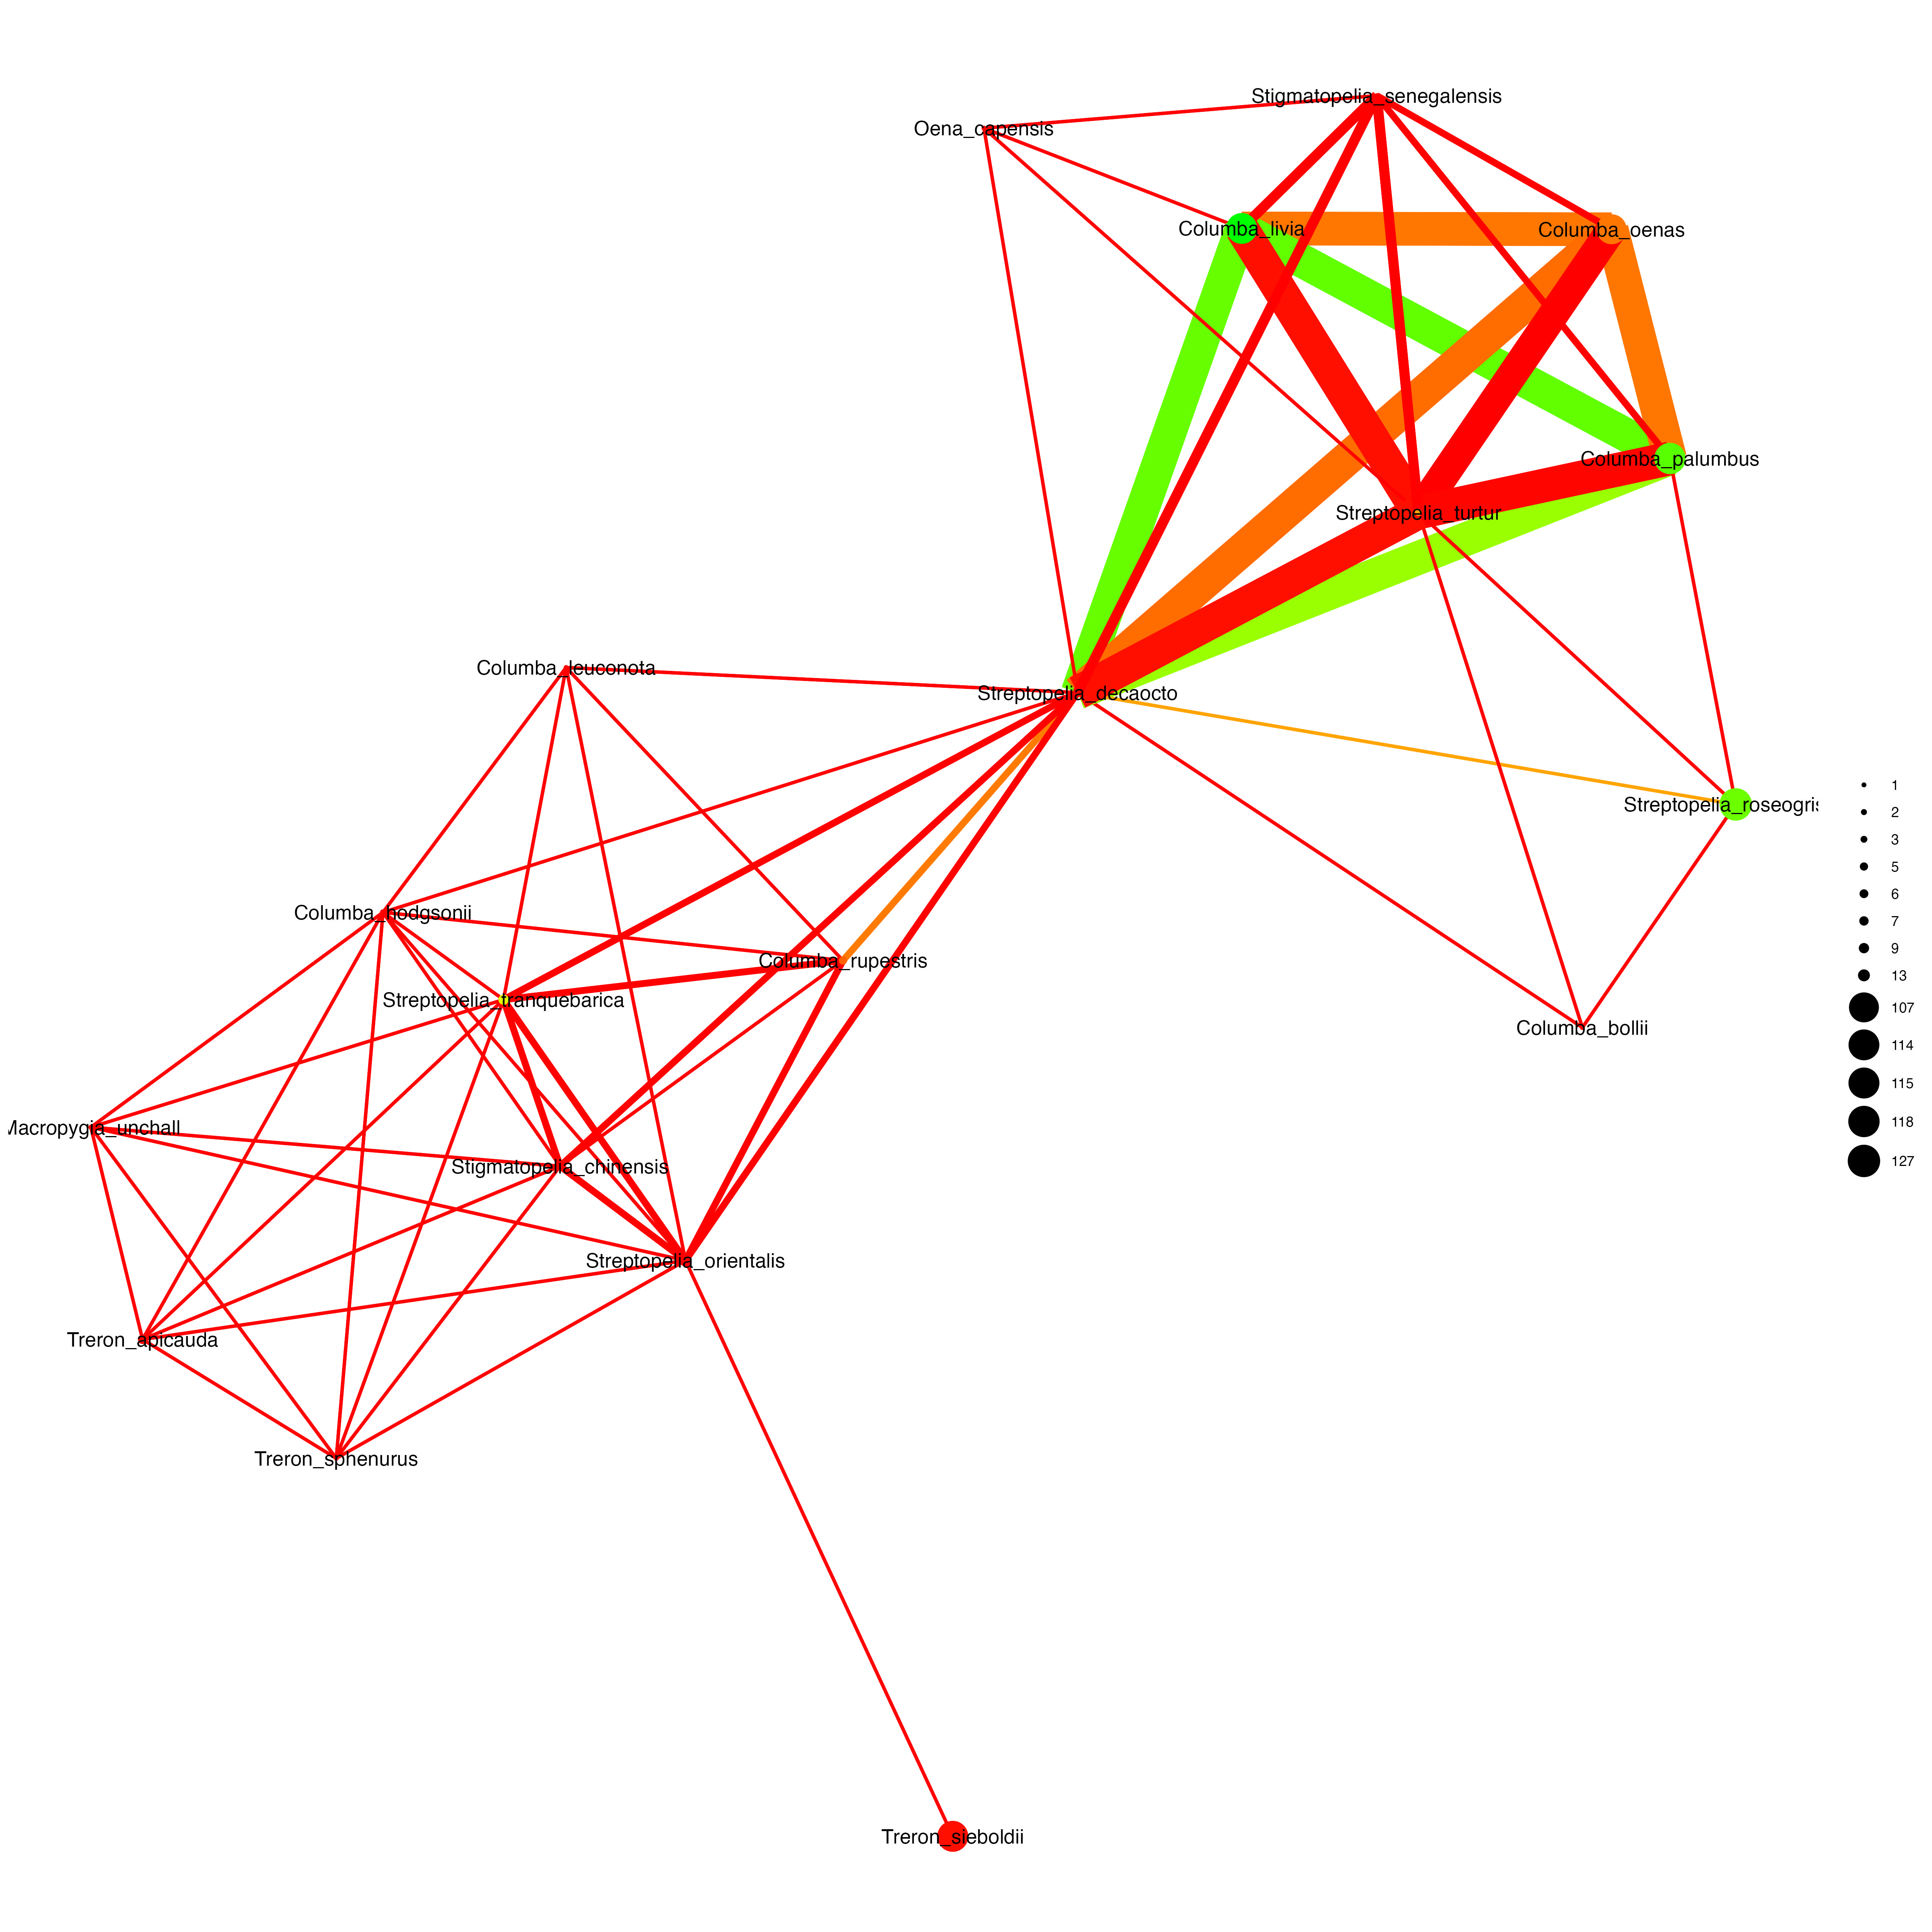 Stigmatopelia_senegalensis
Oena_capensis
Columba_livia
Columba_oenas
Columba_palumbus
Streptopelia_turtur
Columba_leuconota
Streptopelia_decaocto
Streptopelia_roseogris
Columba_hodgsonii
Columba_rupestris
Streptopelia_tranquebarica
Columba_bollii
Macropygia_unchall
Stigmatopelia_chinensis
Streptopelia_orientalis
Treron_apicauda
Treron_sphenurus
Treron_sieboldii
1
2
3
5
6
7
9
13
107
114
115
118
127